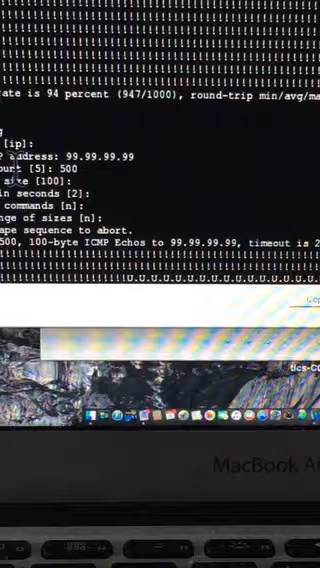 !!!!!!!!!!!!!!!!!!!!!!!!!!!!!!!!!!!!!!!!!!!!!
!!!!!!!!!!!!!!!!!!!!!!!!!!!!!!!!!!!!!!!!!!!!!
!!!!!!!!!!!!!!!!!!!!!!!!!!!!!!!!!!!!!!!!!!!!!
!!!!!!!!!!!!!!!!!!!!!!!!!!!!!!!!!!!!!!!!!!!!!
!!!!!!!!!!!!!!!!!!!!!!!!!!!!!!!!!!!!!!!!!!!!!
!!!!!!!!!!!!!!!!!!!!!!!!!!!!!!!!!!!!!!!!!!!!!
!!!!!!!!!!!!!!!!!!!!!!!!!!!!!!!!!!!!!!!!!!!!!
rate is 94 percent (947/1000), round-trip min/avg/ma
g
[ip]:
P address: 99.99.99.99
ount [5]: 500
size [100]:
in seconds [2]:
commands [n]:
nge of sizes [n]:
ape sequence to abort.
500, 100-byte ICMP Echos to 99.99.99.99, timeout is 2
!!!!!!!!!!!!!!!!!!!!!!!!!!!!!!!!!!!!!!!!!!!!!
!!!!!!!!!!!!!!!!!!!!!U.U.U.U.U.U.U.U.U.U.U.U.U.U.U.
tics-C
MacBook Ai